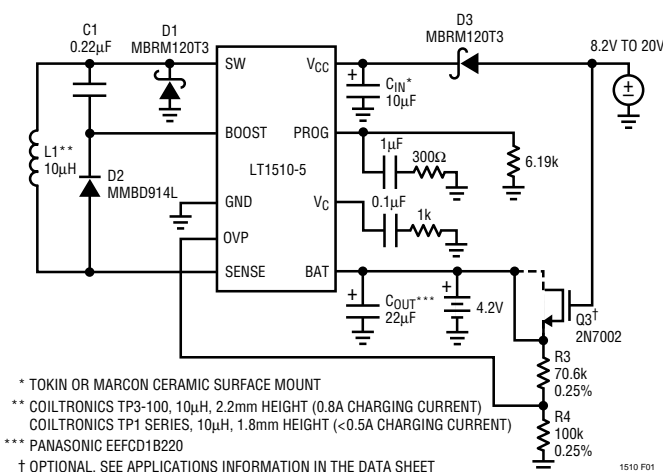 C1
0.22µF
D1
MBRM120T3
D3
MBRM120T3
8.2V TO 20V
SW
VCC
+
CIN*
10µF
+
±
L1**
10µH
BOOST
PROG
1µF
300Ω
6.19k
LT1510-5
D2
MMBD914L
GND
VC
0.1µF
1k
OVP
SENSE
BAT
+
COUT***
22µF
+
4.2V
Q3†
2N7002
R3
70.6k
0.25%
R4
100k
0.25%
* TOKIN OR MARCON CERAMIC SURFACE MOUNT
** COILTRONICS TP3-100, 10µH, 2.2mm HEIGHT (0.8A CHARGING CURRENT)
COILTRONICS TP1 SERIES, 10µH, 1.8mm HEIGHT (<0.5A CHARGING CURRENT)
*** PANASONIC EEFCD1B220
† OPTIONAL, SEE APPLICATIONS INFORMATION IN THE DATA SHEET
1510 F01